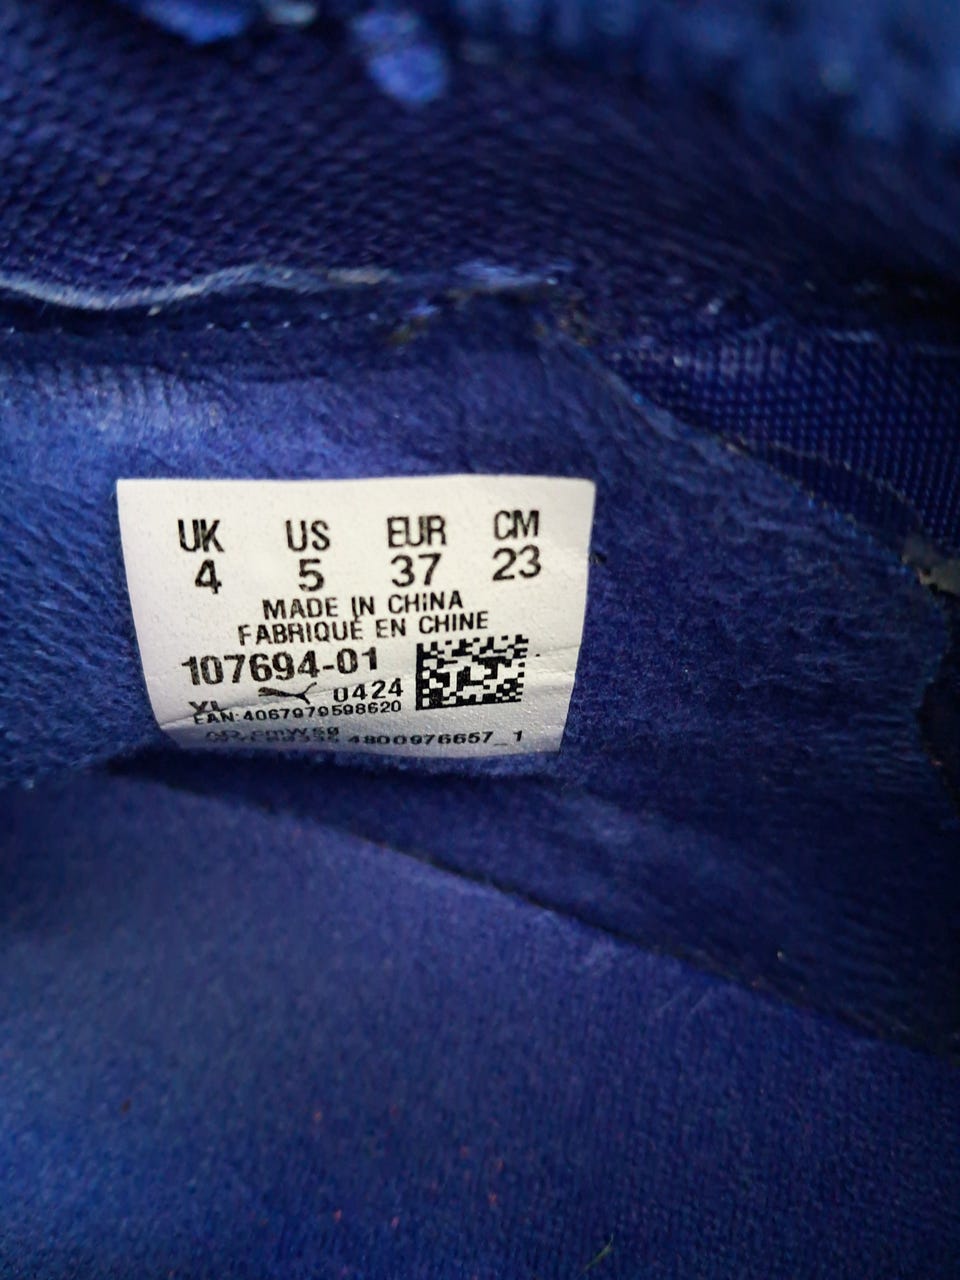 UK US EUR CM
4 5 37 23
MADE IN CHINA
FABRIQUÉ EN CHINE
107694-01
0424
EAN:4067979598620
4800976657_1